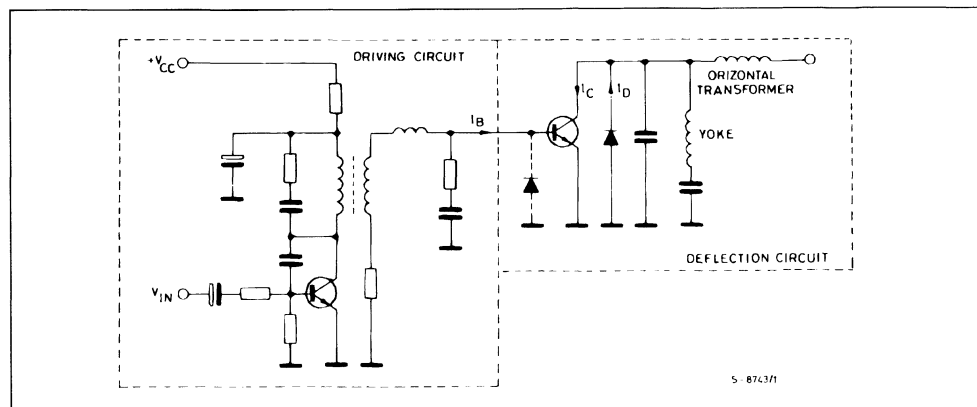 DRIVING CIRCUIT
+VCC
IB
IC
ID
ORIZONTAL
TRANSFORMER
YOKE
VIN
DEFLECTION CIRCUIT
S-8743/1